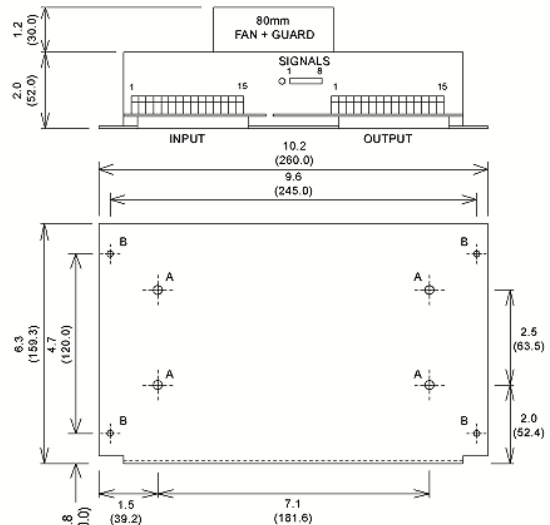 1.2
(30.0)
80mm
FAN + GUARD
2.0
(52.0)
SIGNALS
1 8
1 15
1 15
INPUT
OUTPUT
10.2
(260.0)
9.6
(245.0)
B
B
A
A
6.3
(159.3)
4.7
(120.0)
2.5
(63.5)
A
A
B
B
2.0
(52.4)
1.5
(39.2)
7.1
(181.6)